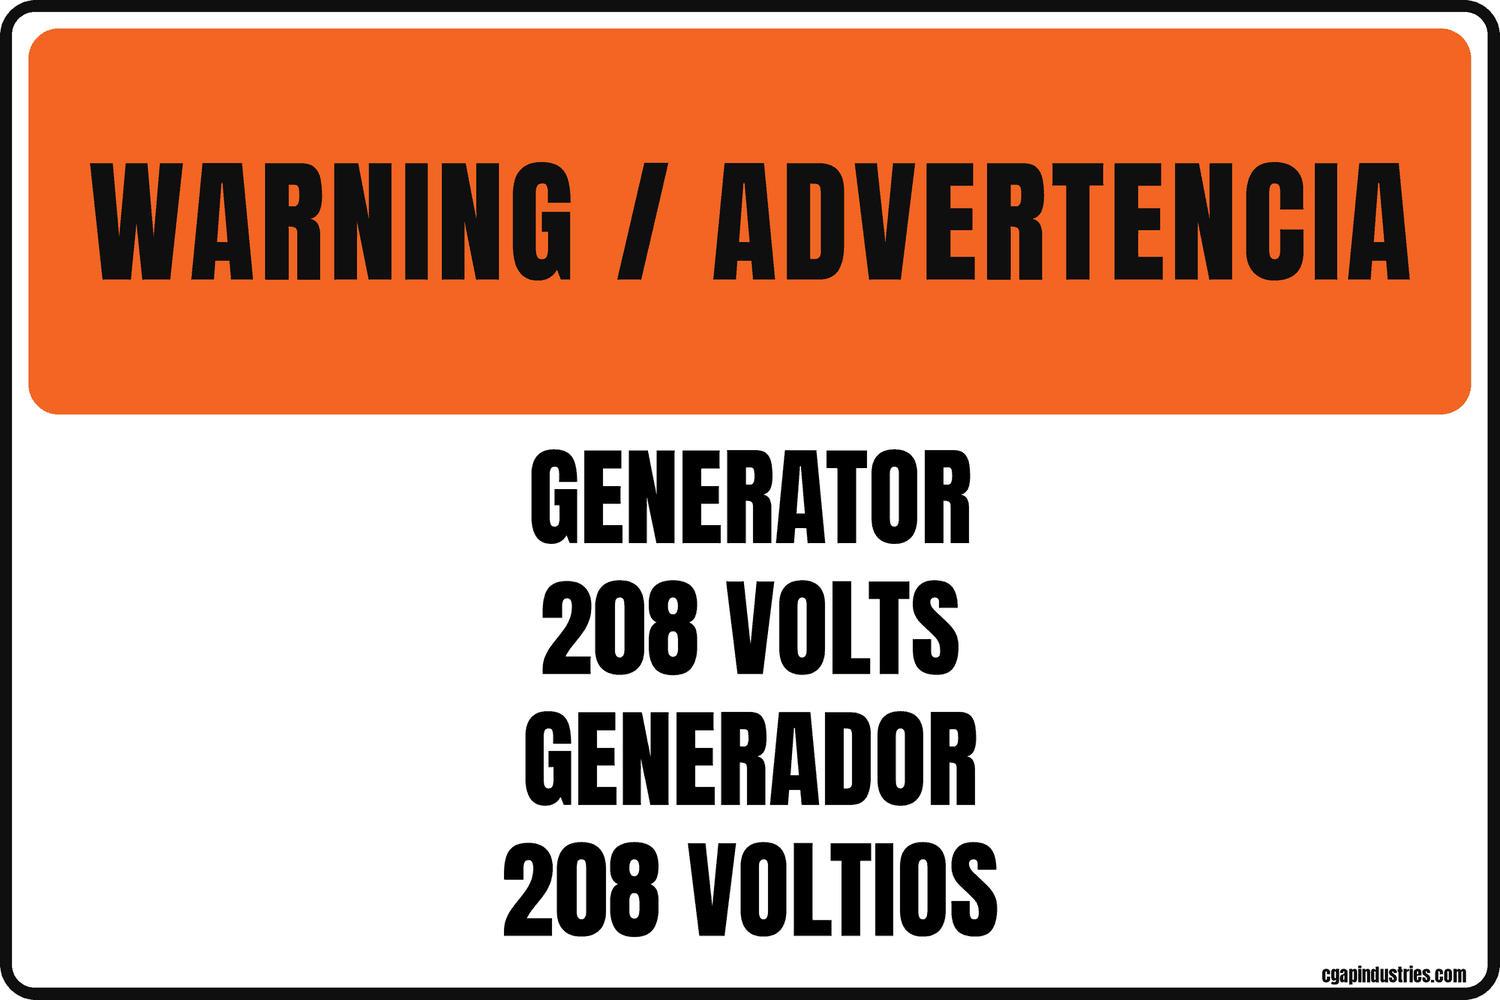 WARNING / ADVERTENCIA
GENERATOR
208 VOLTS
GENERADOR
208 VOLTIOS
cgapindustries.com